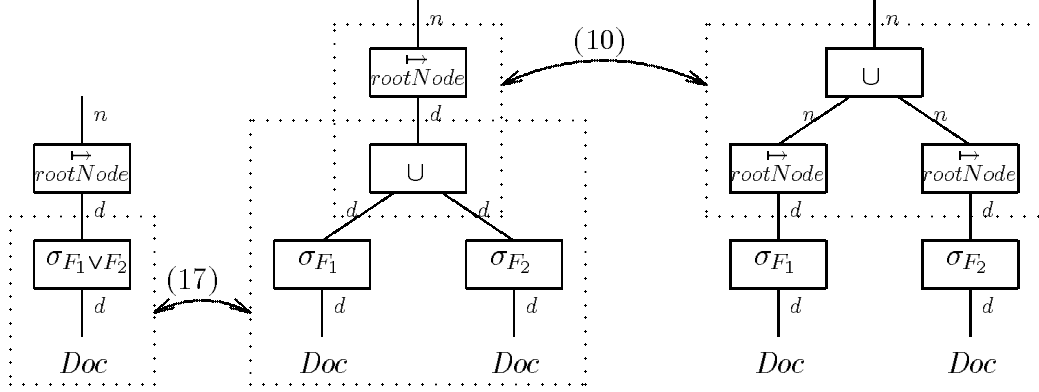 n (10) n
↦
rootNode ∪
n d n n
↦ ↦ ↦
rootNode ∪ rootNode rootNode
d d d d d
σF₁∨F₂ σF₁ σF₂ σF₁ σF₂
(17)
d d d d d
Doc Doc Doc Doc Doc